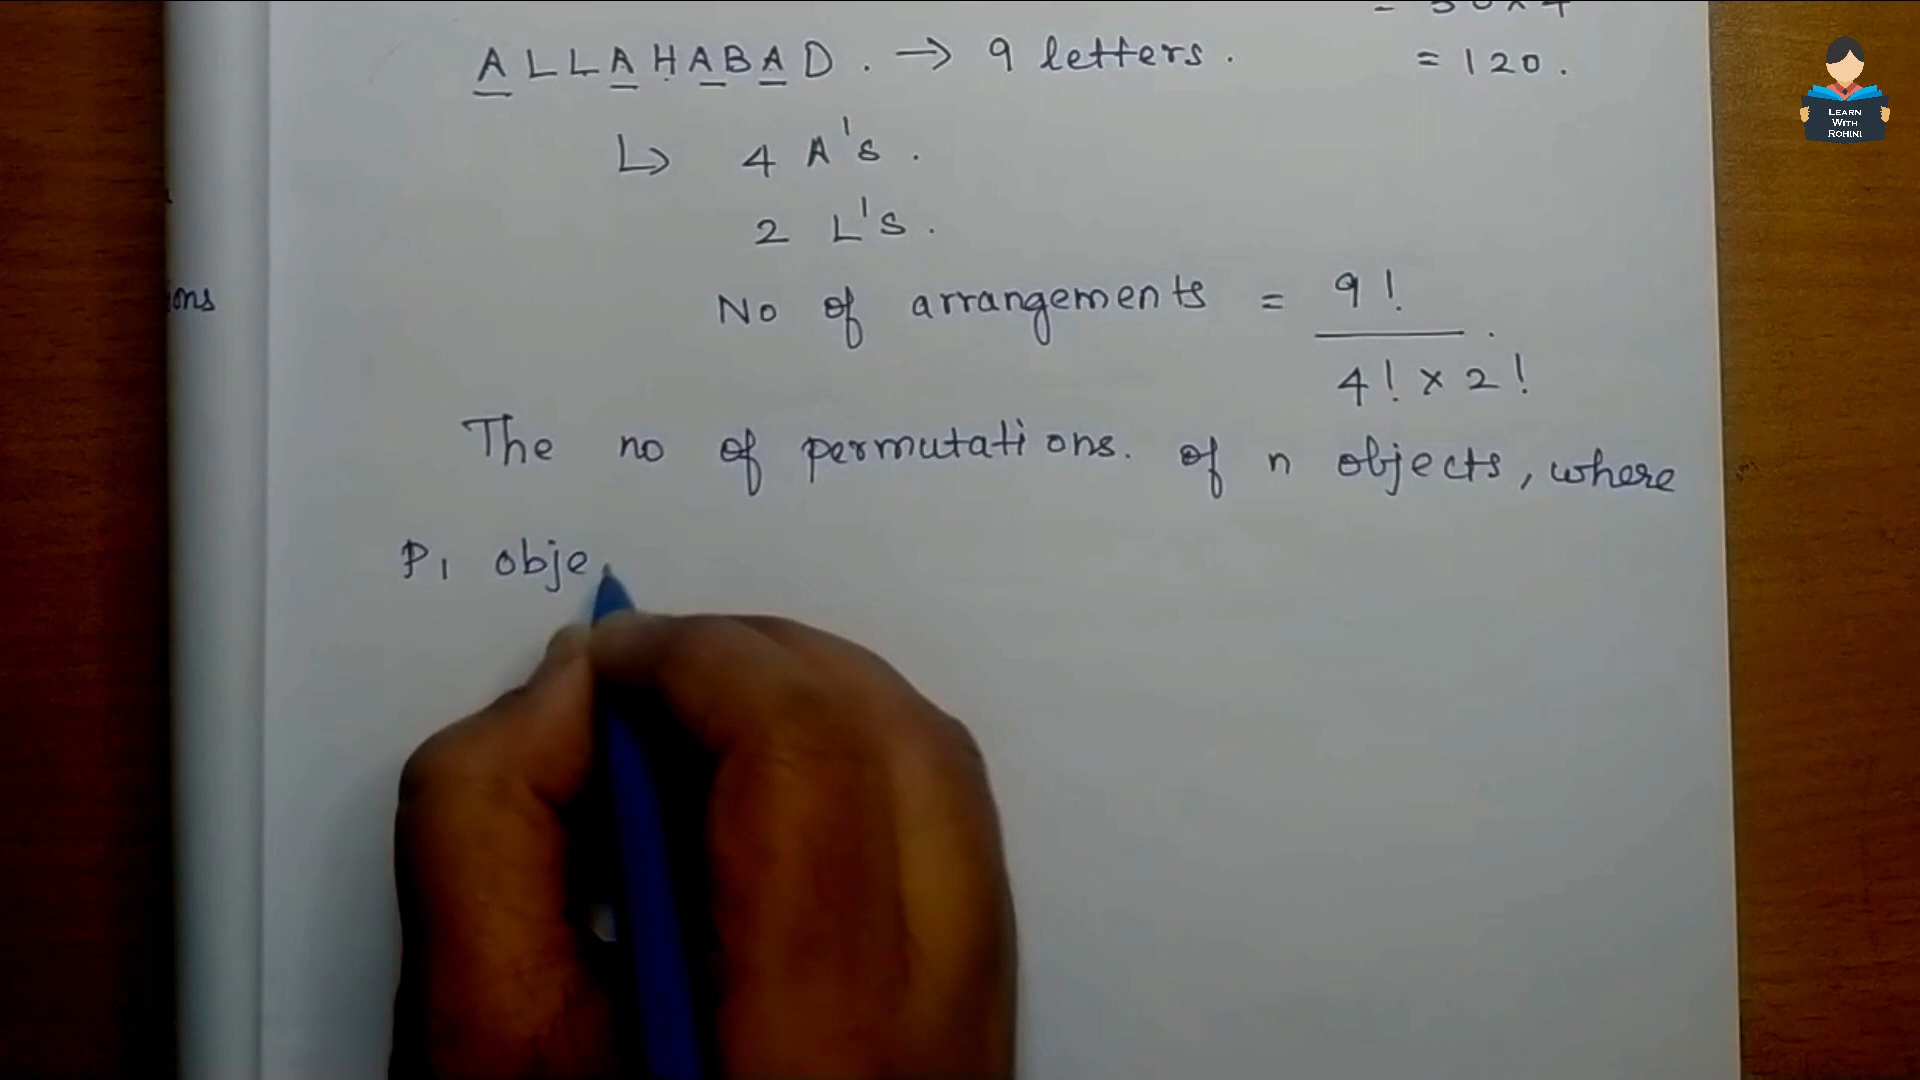 ALLAHABAD. → 9 letters.
= 120.
↳ 4 A's.
2 L's.
ons
No of arrangements = 9! / 4! × 2!.
The no of permutations. of n objects, where
P1 obje
LEARN
WITH
ROHINI